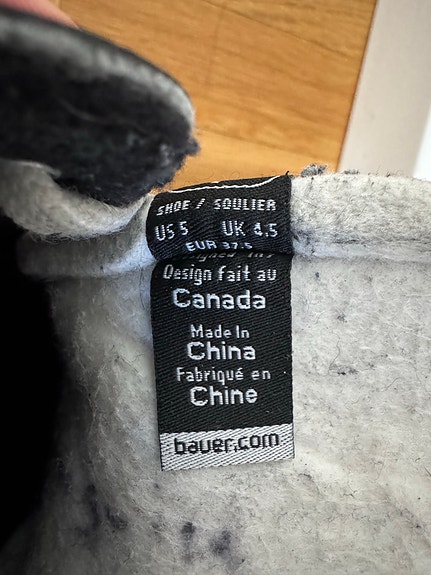 SHOE / SOULIER
US 5 UK 4.5
EUR 37.5
Design fait au
Canada
Made In
China
Fabriqué en
Chine
bauer.com